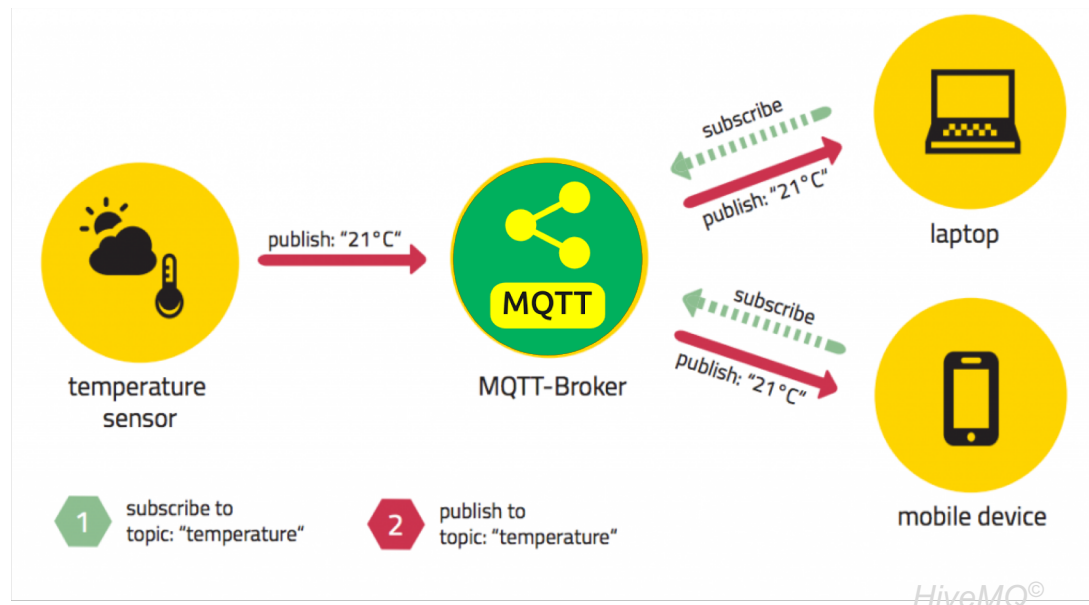 subscribe
publish: “21°C“
laptop
publish: “21°C“
MQTT
temperature
sensor
MQTT-Broker
subscribe
publish: “21°C“
mobile device
1
subscribe to
topic: “temperature“
2
publish to
topic: “temperature“
HiveMQ©